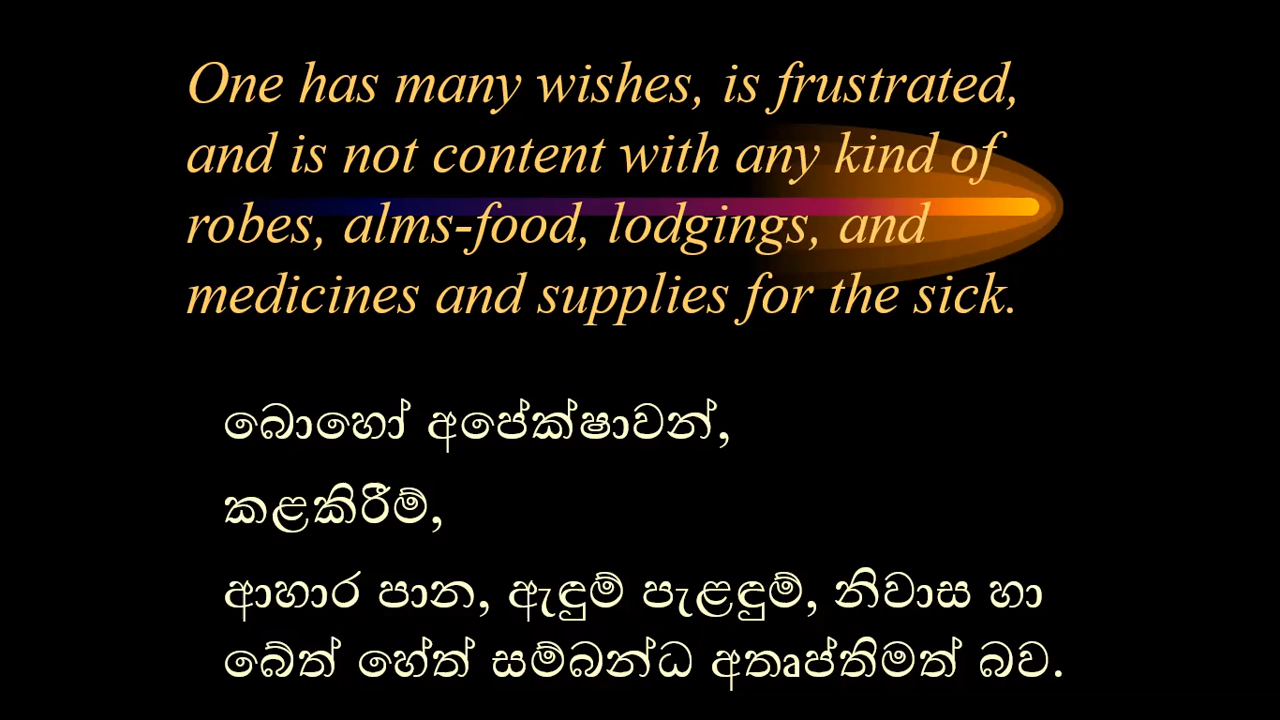 One has many wishes, is frustrated,
and is not content with any kind of
robes, alms-food, lodgings, and
medicines and supplies for the sick.
බොහෝ අපේක්ෂාවන්,
කළකිරීම්,
ආහාර පාන, ඇඳුම් පැළඳුම්, නිවාස හා
බේත් හේත් සම්බන්ධ අතෘප්තිමත් බව.